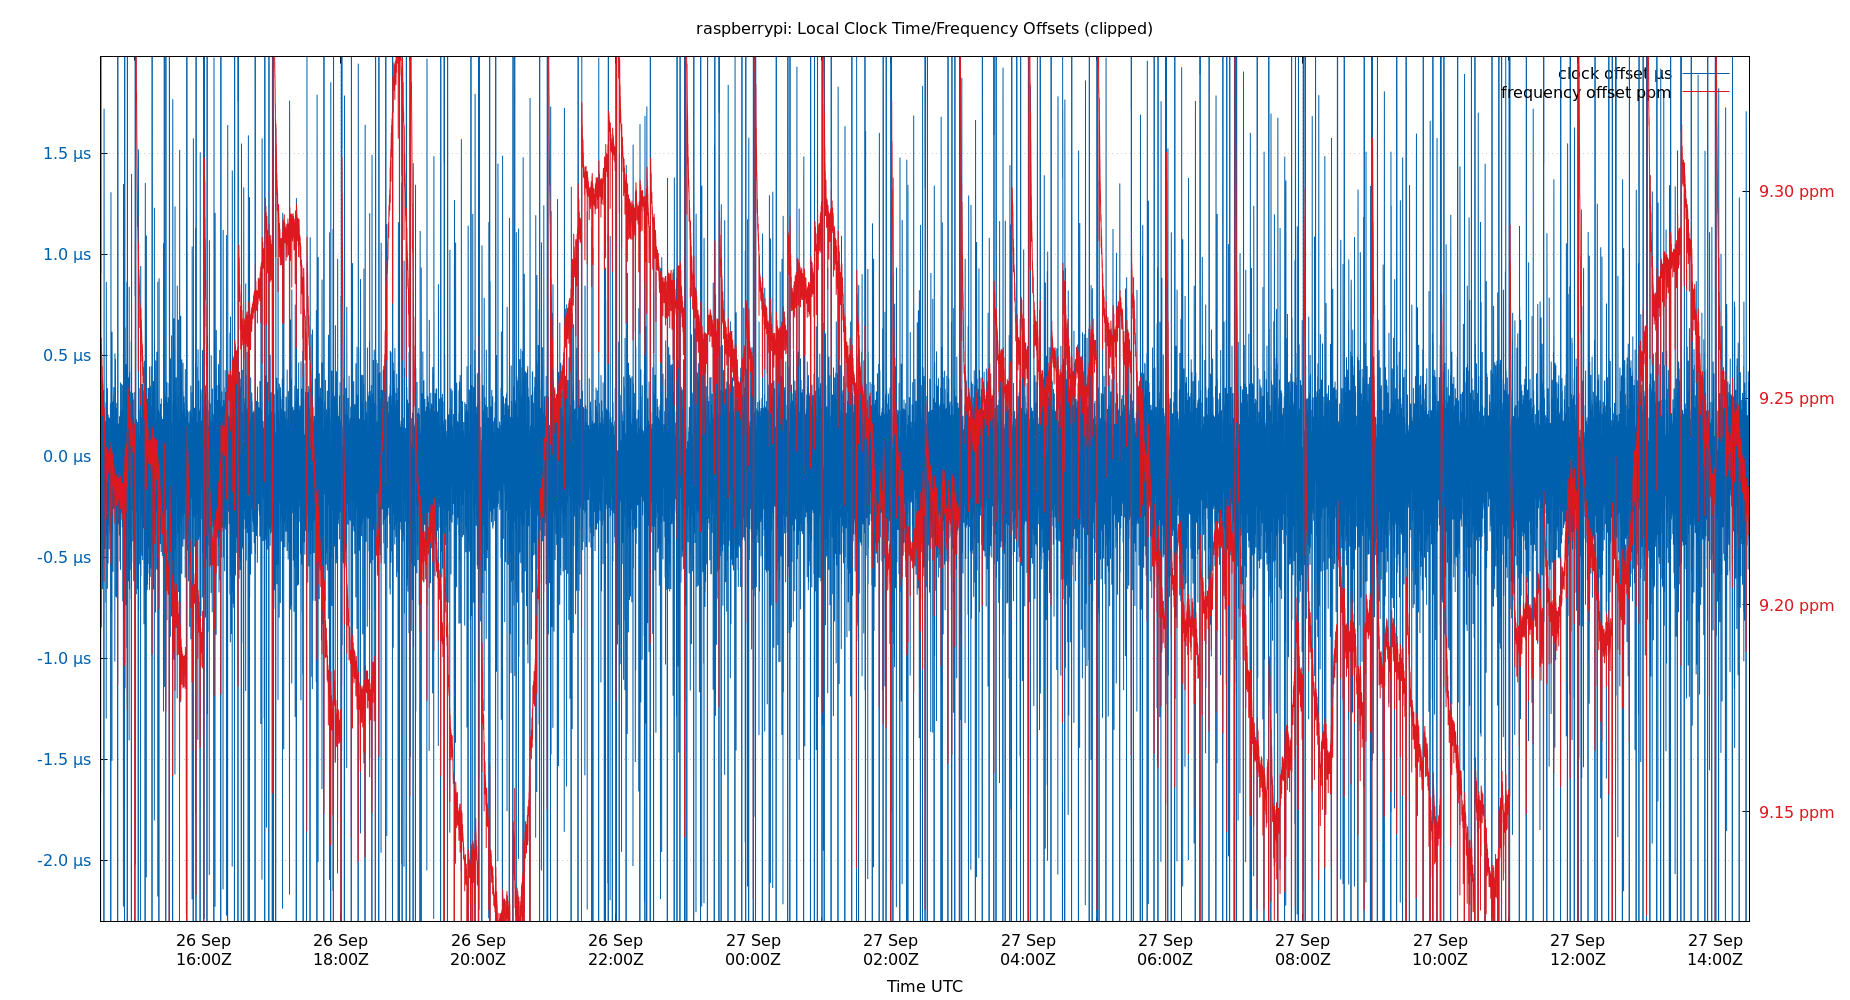 raspberrypi: Local Clock Time/Frequency Offsets (clipped)
clock offset µs
frequency offset ppm
1.5 µs
1.0 µs
0.5 µs
0.0 µs
-0.5 µs
-1.0 µs
-1.5 µs
-2.0 µs
9.30 ppm
9.25 ppm
9.20 ppm
9.15 ppm
26 Sep 26 Sep 26 Sep 26 Sep 27 Sep 27 Sep 27 Sep 27 Sep 27 Sep 27 Sep 27 Sep 27 Sep
16:00Z 18:00Z 20:00Z 22:00Z 00:00Z 02:00Z 04:00Z 06:00Z 08:00Z 10:00Z 12:00Z 14:00Z
Time UTC